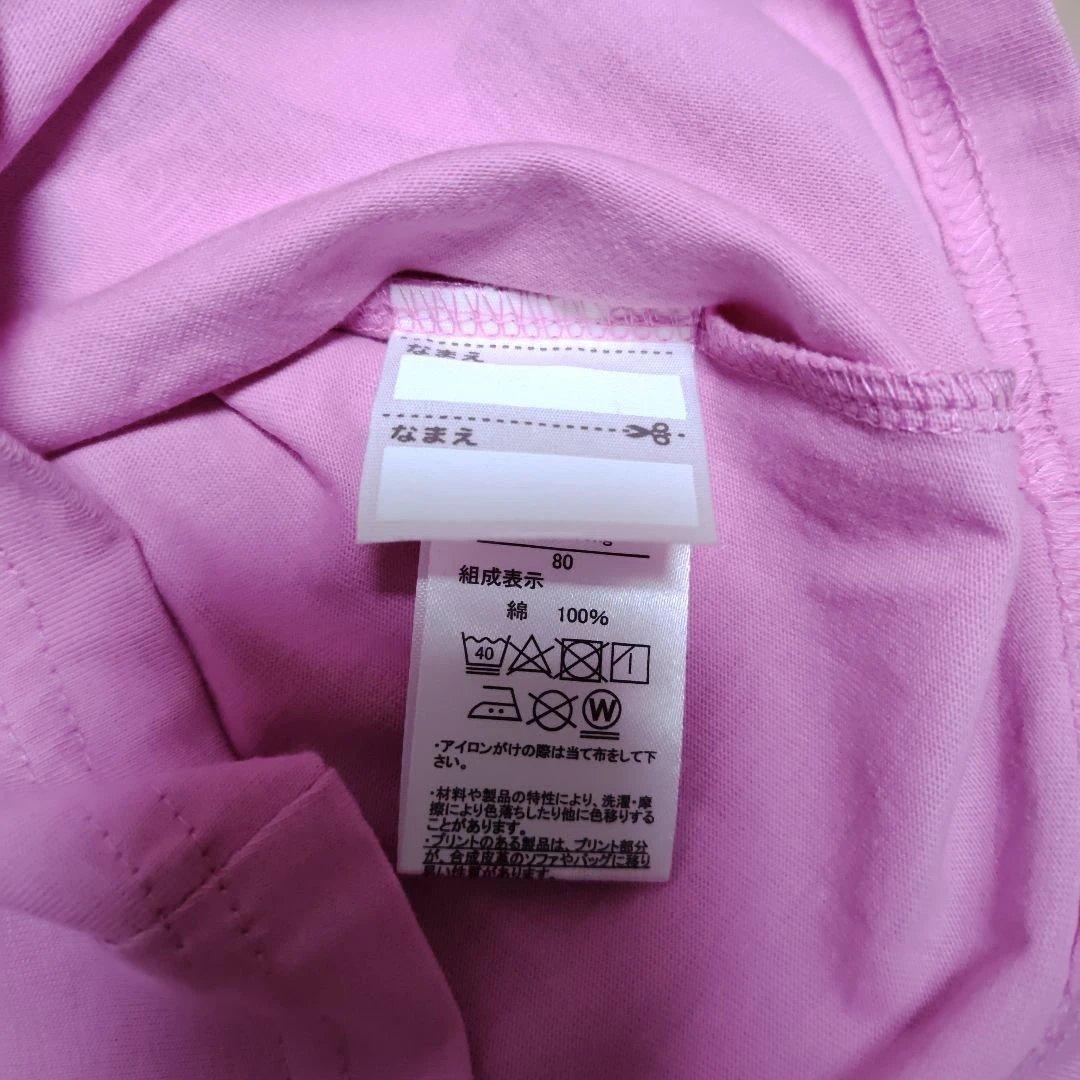 なまえ
なまえ
80
組成表示
綿 100%
40
W
・アイロンがけの際は当て布をして下
さい。
・材料や製品の特性により、洗濯・摩
擦により色落ちしたり他に色移りする
ことがあります。
・プリントのある製品は、プリント部分
が、合成皮革のソファやバッグに移り
があります。